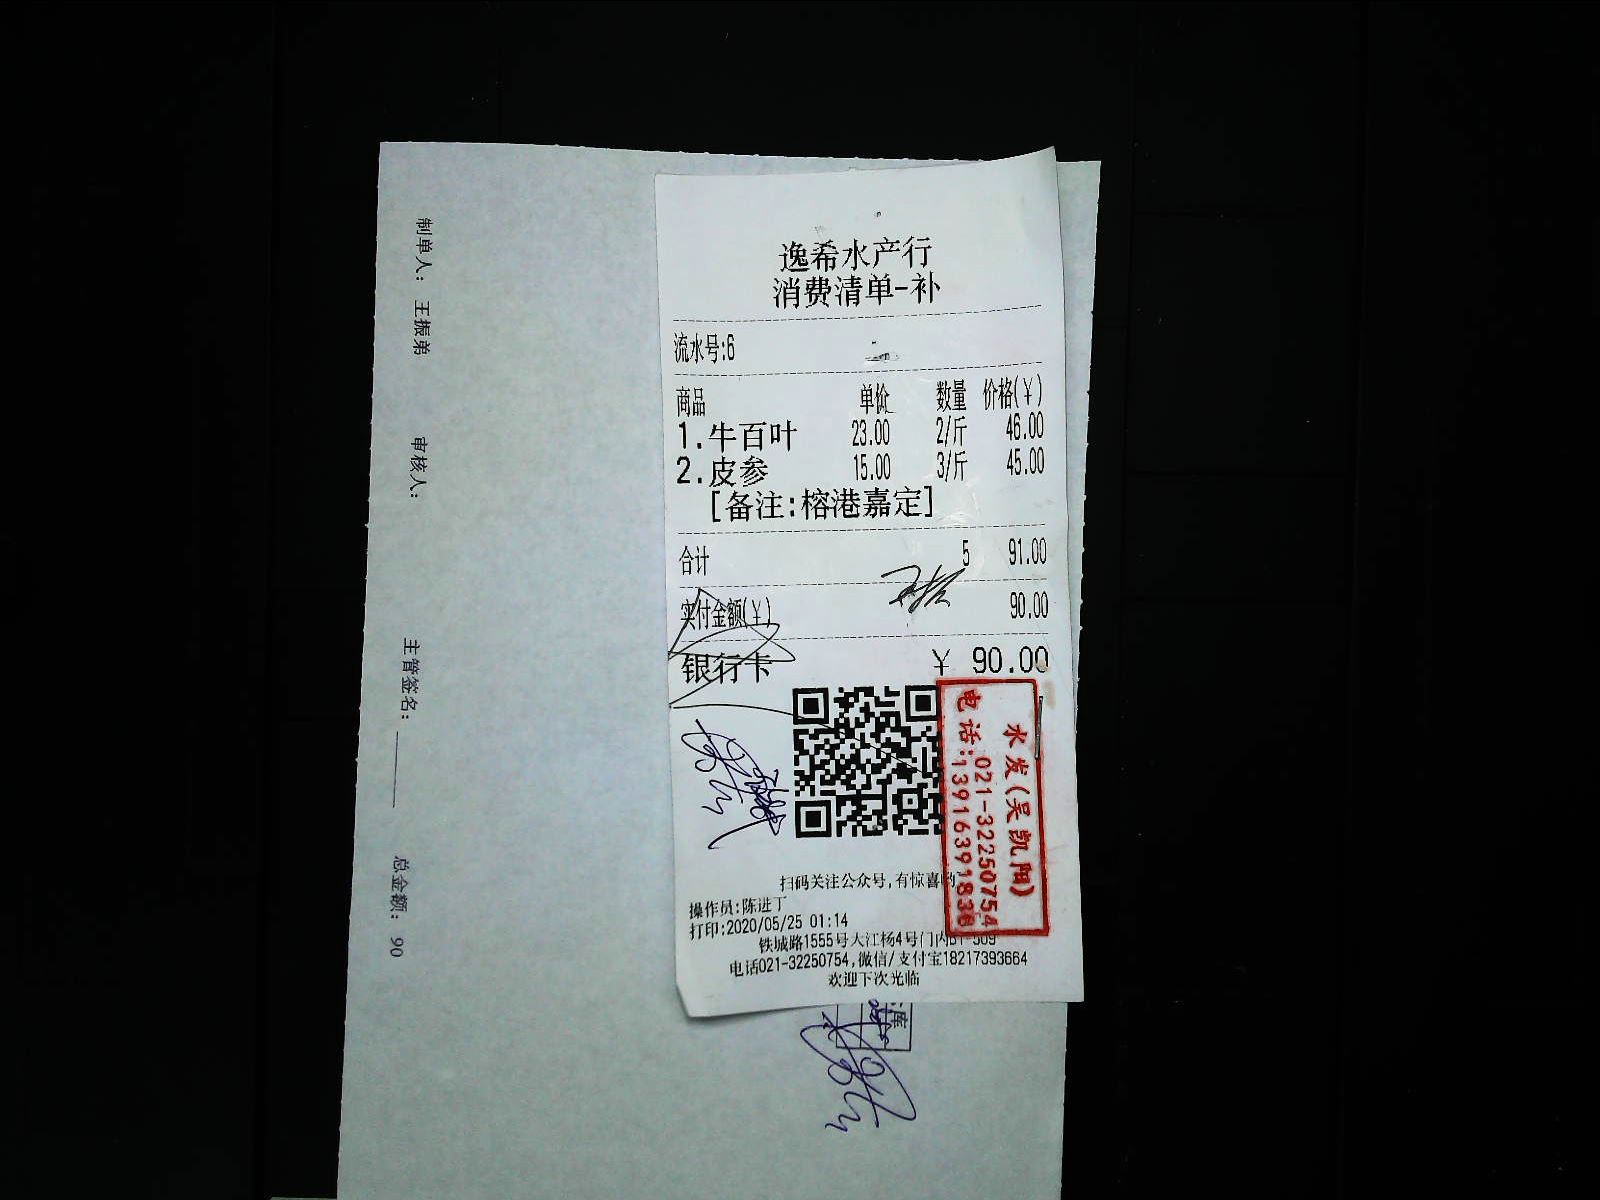 逸希水产行
消费清单-补
流水号:6
商品 单价 数量 价格(¥)
1.牛百叶 23.00 2/斤 46.00
2.皮参 15.00 3/斤 45.00
[备注:榕港嘉定]
合计 5 91.00
实付金额(¥) 90.00
银行卡 ¥ 90.00
水发(吴凯阳)
021-32250754
电话:13916391836
扫码关注公众号,有惊喜哟
操作员:陈进丁
打印:2020/05/25 01:14
铁城路1555号大江杨4号门内B1-509
电话021-32250754,微信/支付宝18217393664
欢迎下次光临
制单人: 王振弟 审核人: 主管签名: 总金额: 90
库